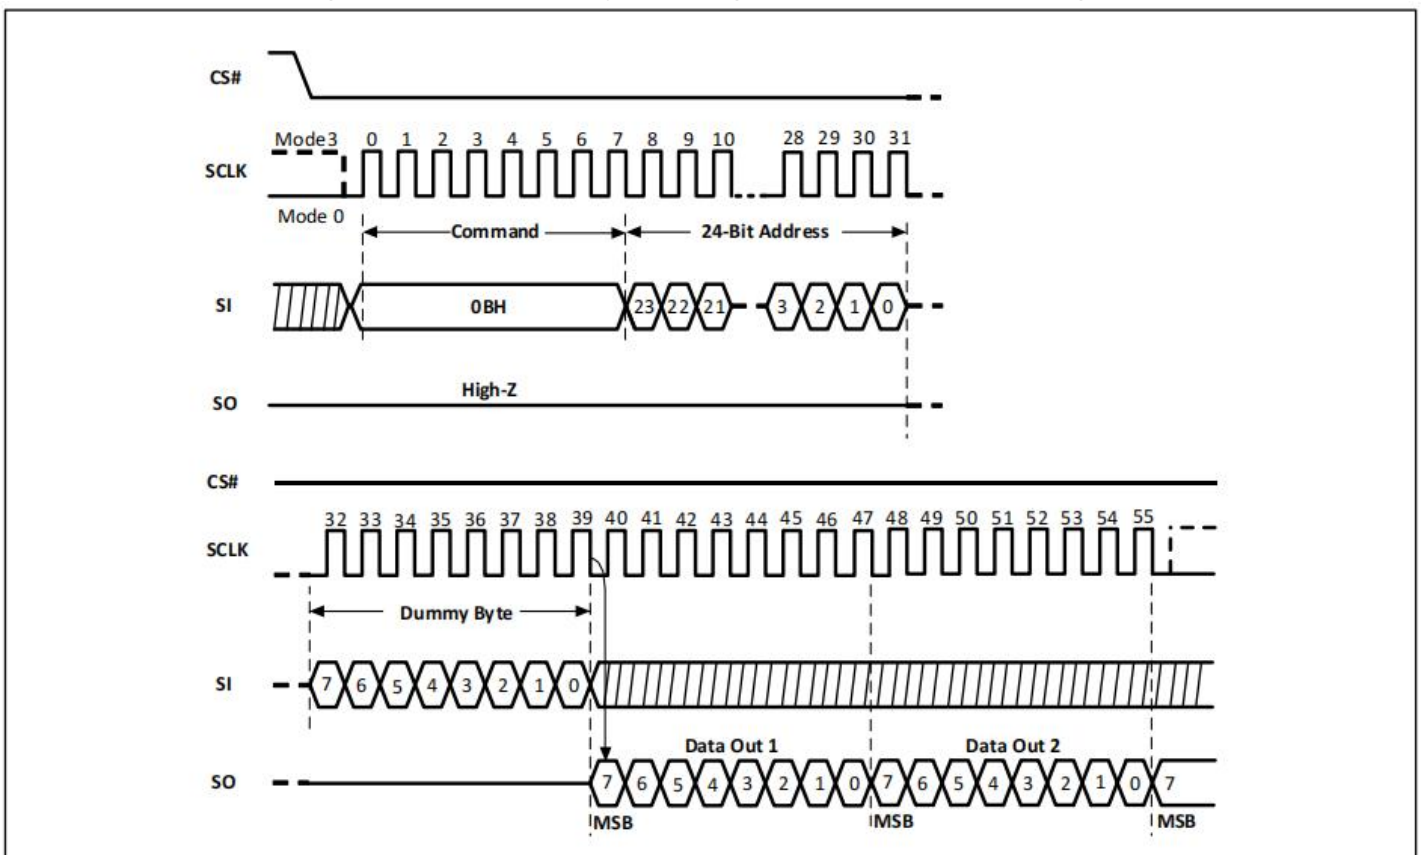 CS#
Mode3 0 1 2 3 4 5 6 7 8 9 10 28 29 30 31
SCLK
Mode 0
Command 24-Bit Address
SI 0BH 23 22 21 3 2 1 0
High-Z
SO
CS#
32 33 34 35 36 37 38 39 40 41 42 43 44 45 46 47 48 49 50 51 52 53 54 55
SCLK
Dummy Byte
SI 7 6 5 4 3 2 1 0
Data Out 1 Data Out 2
SO 7 6 5 4 3 2 1 0 7 6 5 4 3 2 1 0 7
MSB MSB MSB